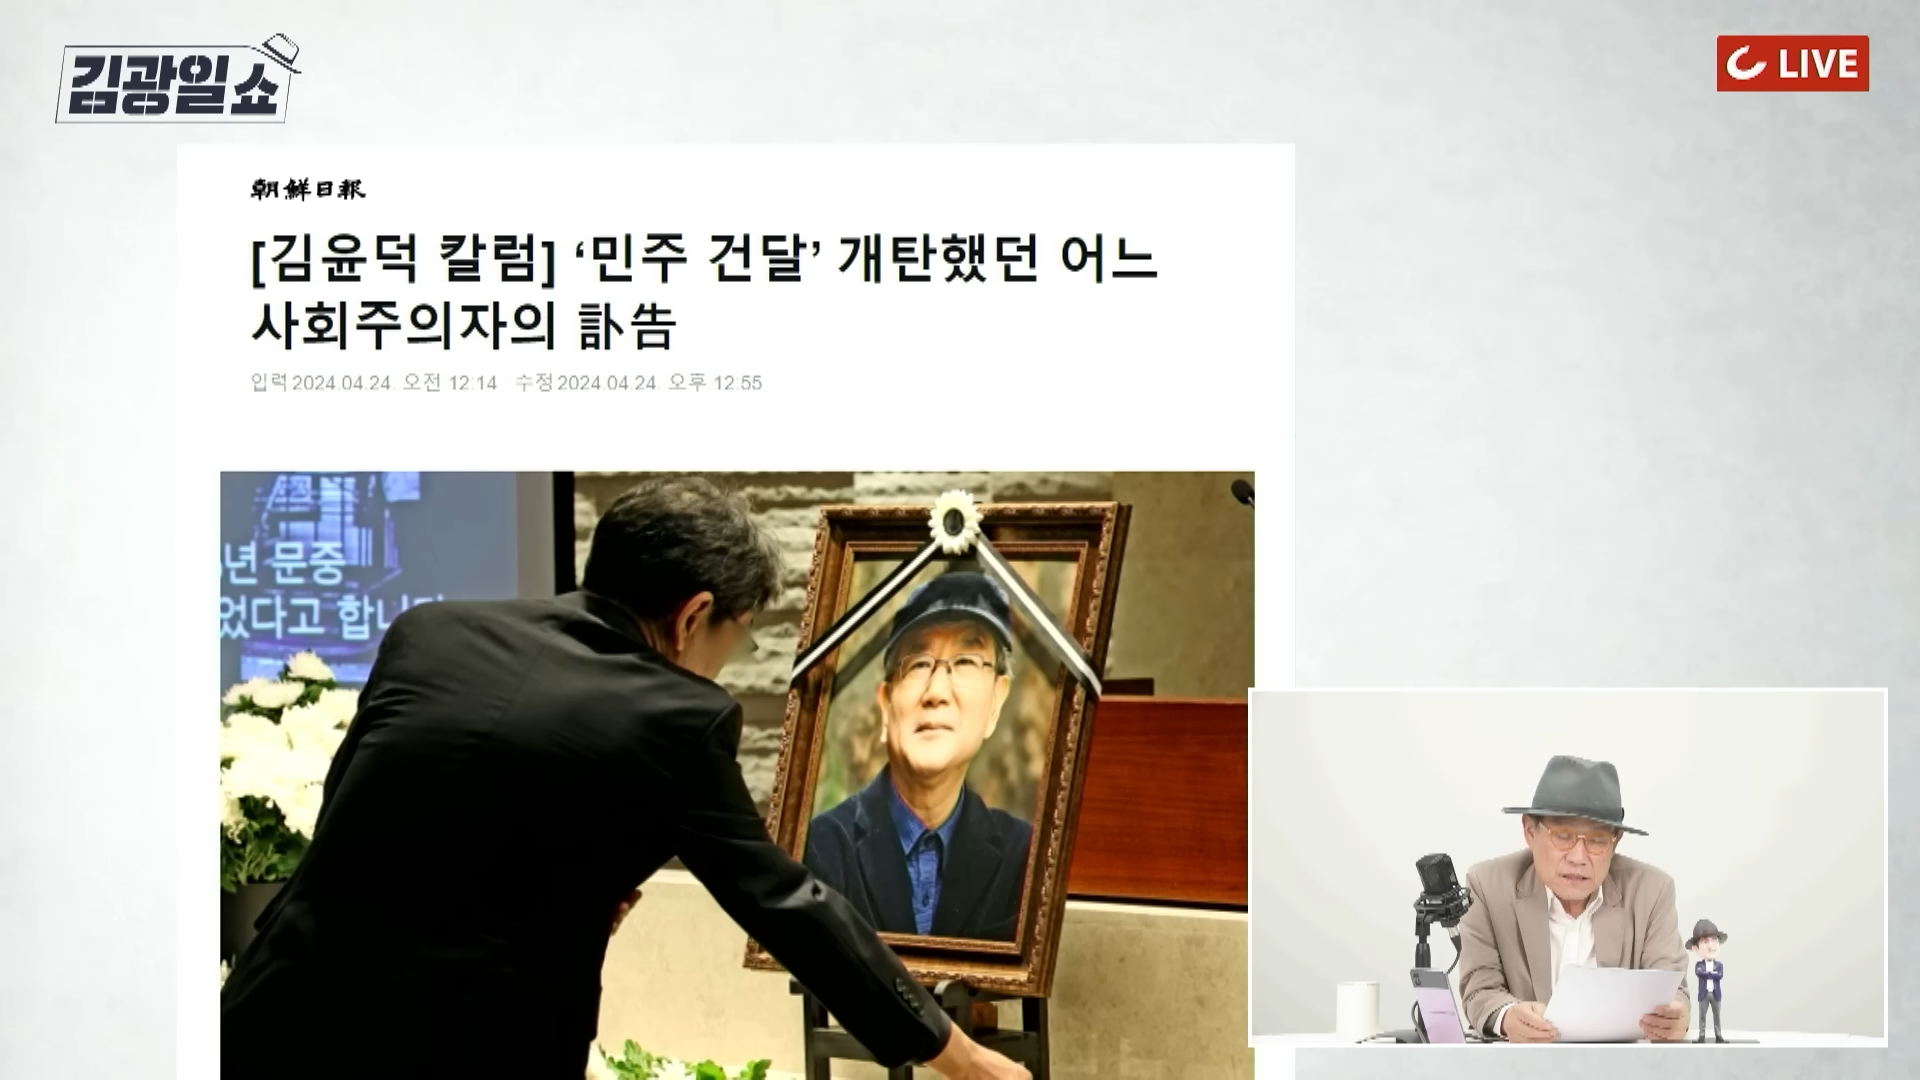 김광일쇼
LIVE
朝鮮日報
[김윤덕 칼럼] ‘민주 건달’ 개탄했던 어느
사회주의자의 訃告
입력 2024.04.24. 오전 12:14 수정 2024.04.24. 오후 12:55
년 문중
었다고 합니다